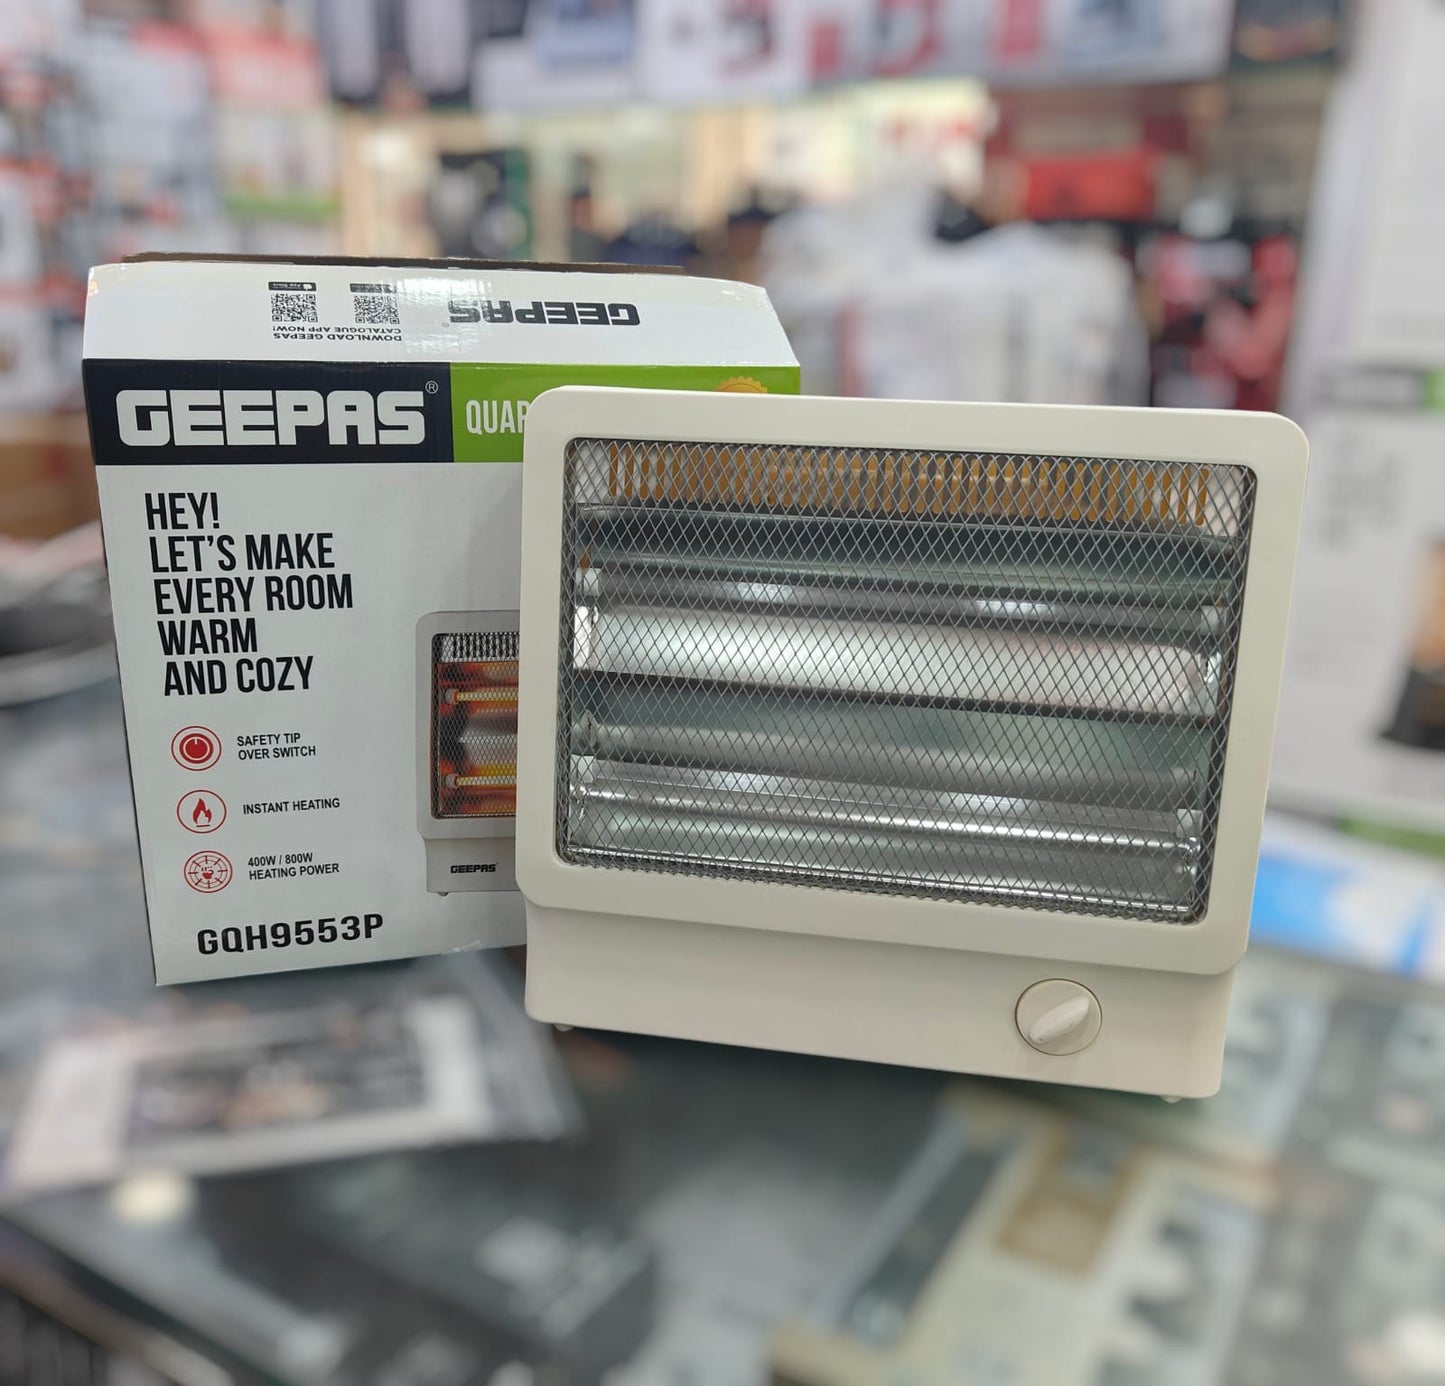 GEEPAS®
DOWNLOAD GEEPAS
CATALOGUE APP NOW!
GEEPAS®
HEY!
LET'S MAKE
EVERY ROOM
WARM
AND COZY
SAFETY TIP
OVER SWITCH
INSTANT HEATING
400W / 800W
HEATING POWER
GEEPAS
GQH9553P